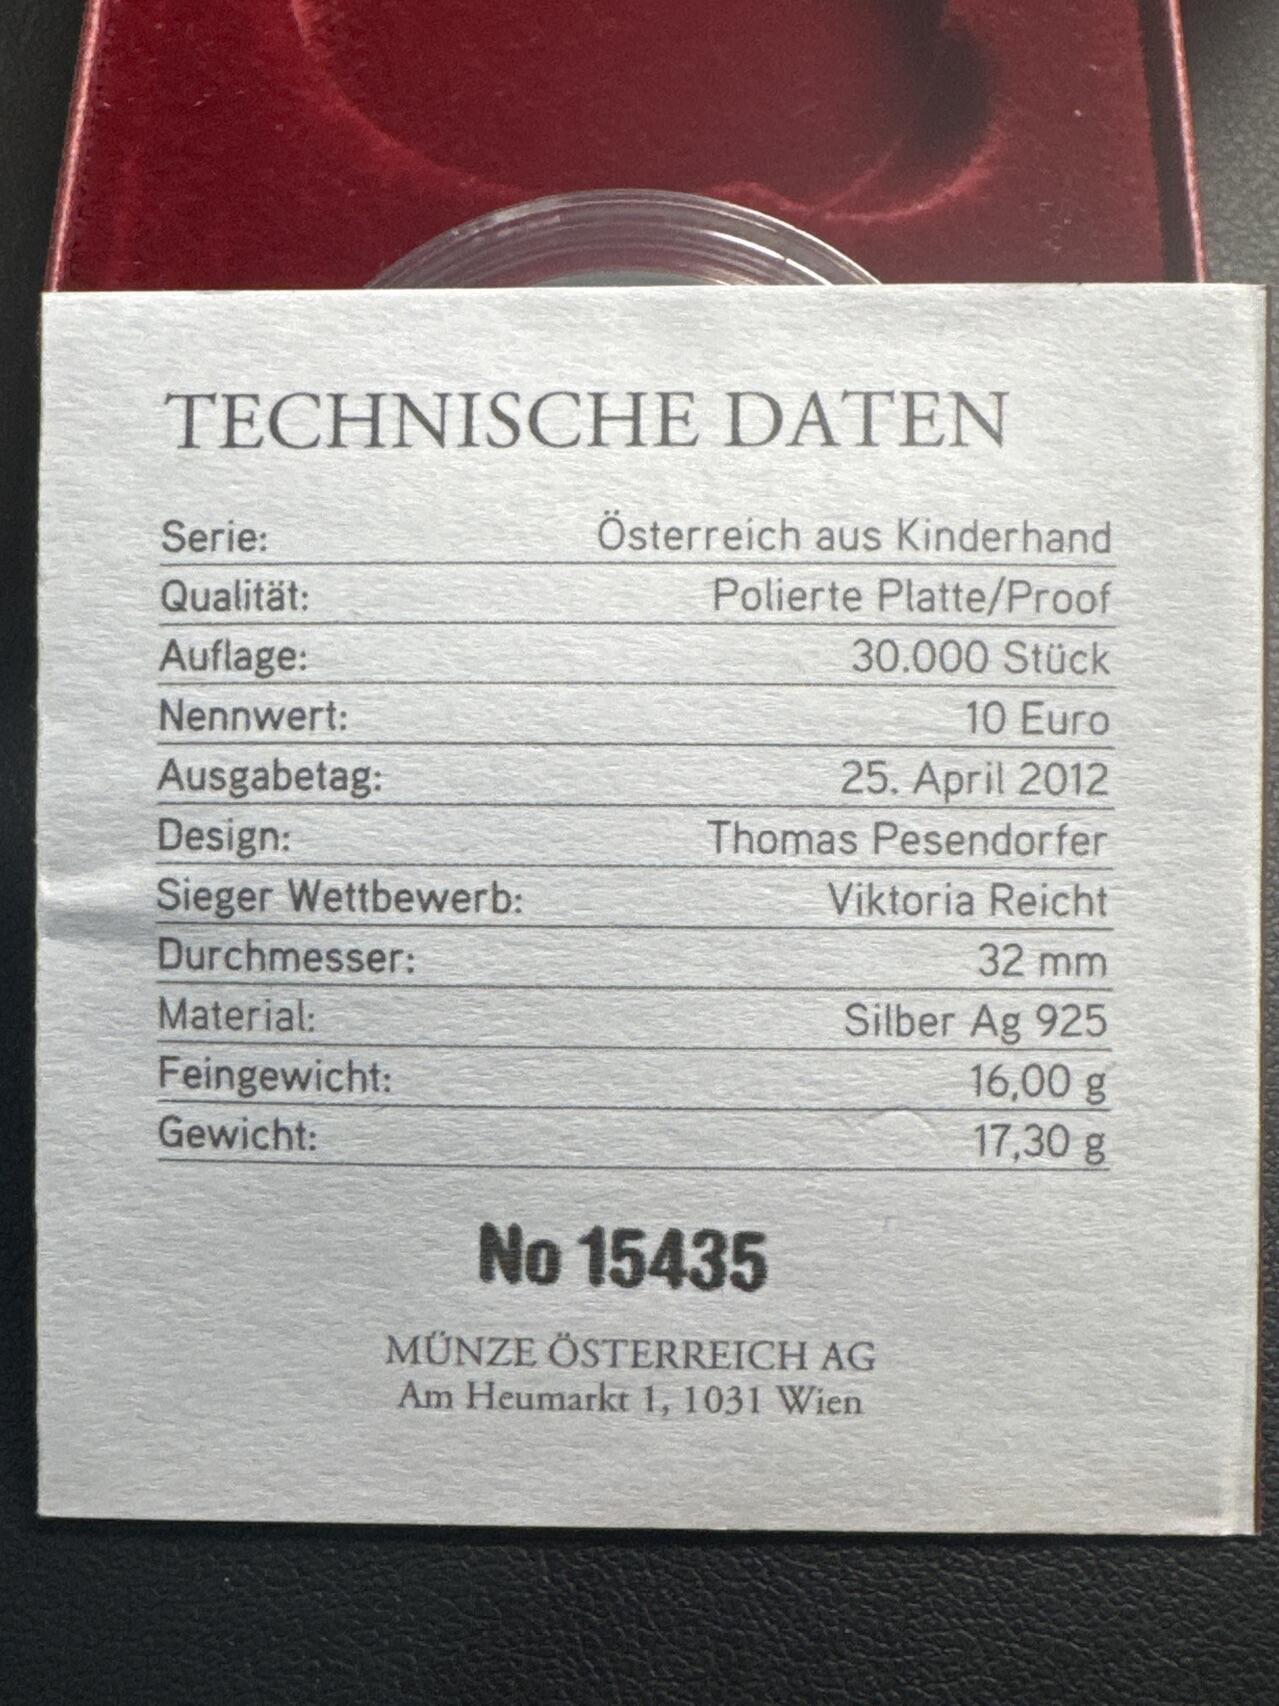 TECHNISCHE DATEN
Serie: Österreich aus Kinderhand
Qualität: Polierte Platte/Proof
Auflage: 30.000 Stück
Nennwert: 10 Euro
Ausgabetag: 25. April 2012
Design: Thomas Pesendorfer
Sieger Wettbewerb: Viktoria Reicht
Durchmesser: 32 mm
Material: Silber Ag 925
Feingewicht: 16,00 g
Gewicht: 17,30 g
No 15435
MÜNZE ÖSTERREICH AG
Am Heumarkt 1, 1031 Wien